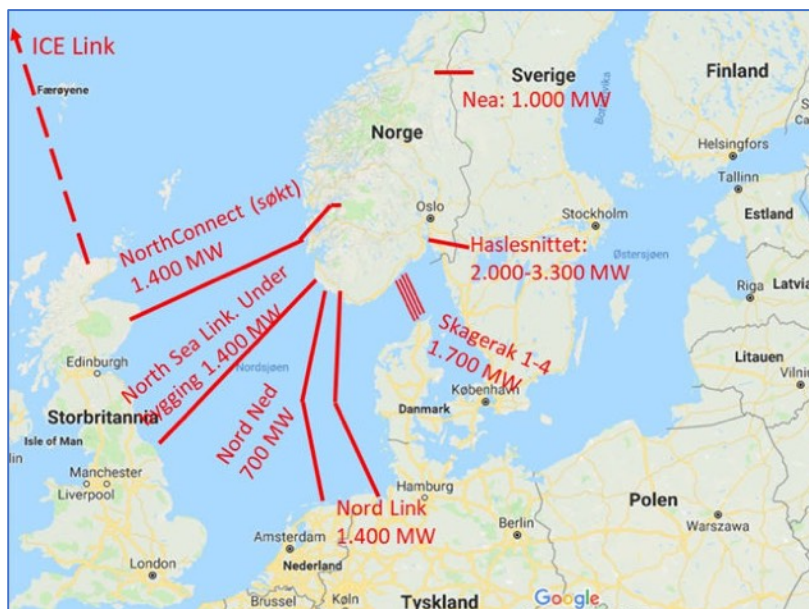 ICE Link
Færøyene
Sverige
Finland
Nea: 1.000 MW
Norge
Helsingfors
Oslo
Tallinn
Stockholm
Estland
NorthConnect (søkt)
1.400 MW
Haslesnittet:
2.000-3.300 MW
Østersjøen
Riga
Latvia
North Sea Link. Under
bygging 1.400 MW
Skagerak 1-4
1.700 MW
Edinburgh
Nordsjøen
Litauen
København
Vilnius
Storbritannia
Danmark
Isle of Man
Nord Ned
700 MW
Manchester
Liverpool
Hamburg
Nord Link
1.400 MW
Polen
Warszawa
Berlin
Amsterdam
Nederland
London
Brussel
Köln
Tyskland
Google